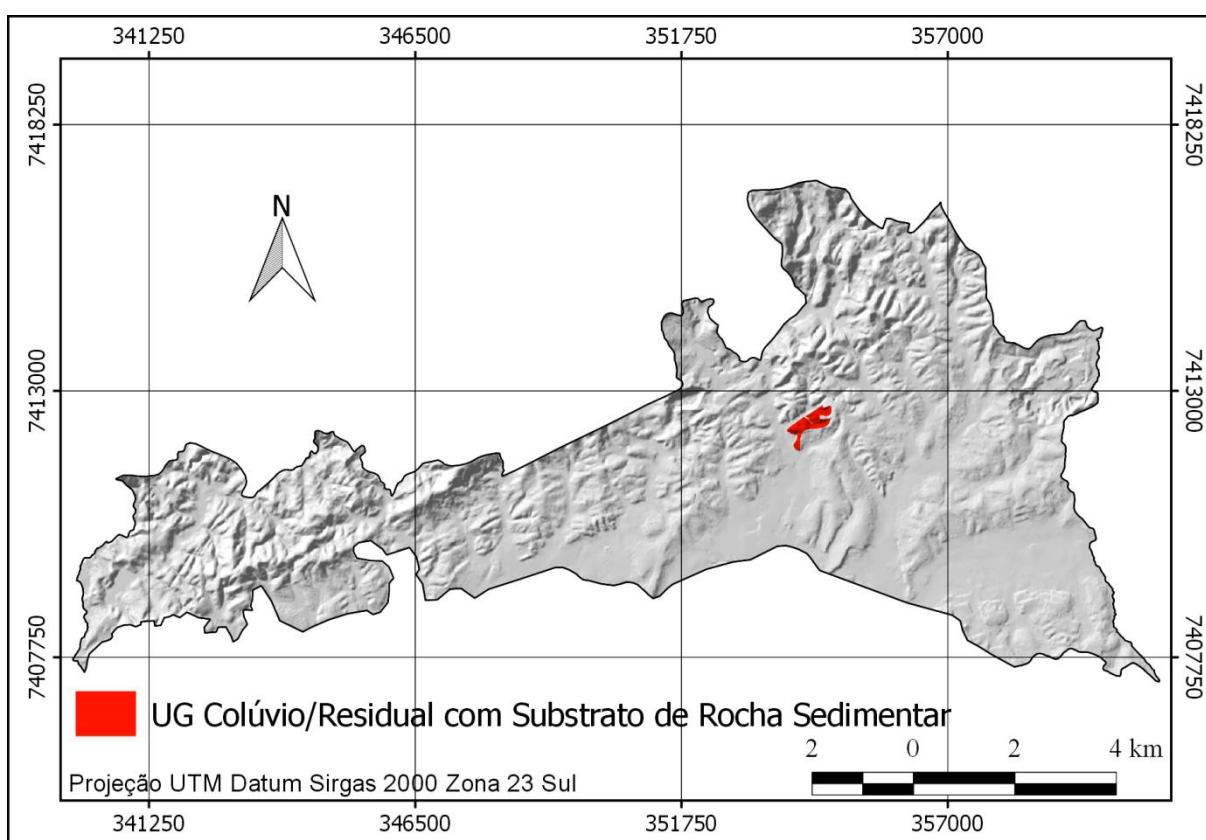 341250 346500 351750 357000
7418250 7418250
N
7413000 7413000
7407750 7407750
UG Colúvio/Residual com Substrato de Rocha Sedimentar
2 0 2 4 km
Projeção UTM Datum Sirgas 2000 Zona 23 Sul
341250 346500 351750 357000